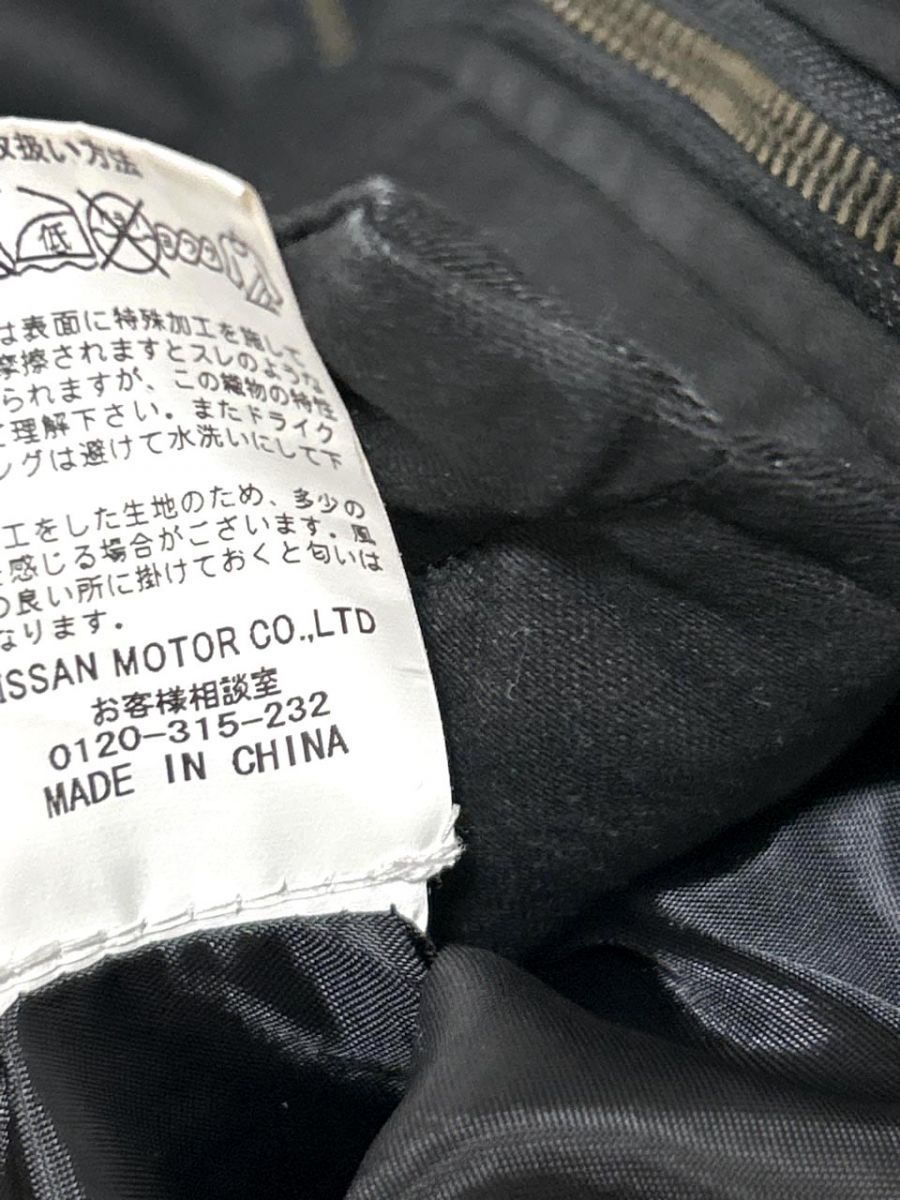 取扱い方法
低
は表面に特殊加工を施して
摩擦されますとスレのような
られますが、この織物の特性
理解下さい。またドライク
ングは避けて水洗いにして下
工をした生地のため、多少の
感じる場合がございます。風
の良い所に掛けておくと匂いは
なります。
NISSAN MOTOR CO.,LTD
お客様相談室
0120-315-232
MADE IN CHINA